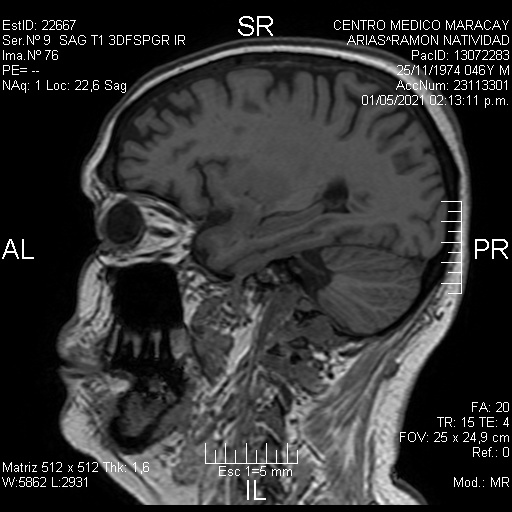 EstID: 22667
Ser.Nº 9 SAG T1 3DFSPGR IR
Ima.Nº 76
PE= --
NAq: 1 Loc: 22,6 Sag
SR
CENTRO MEDICO MARACAY
ARIAS^RAMON NATIVIDAD
PacID: 13072283
25/11/1974 046Y M
AccNum: 23113301
01/05/2021 02:13:11 p.m.
AL
PR
FA: 20
TR: 15 TE: 4
FOV: 25 x 24,9 cm
Ref.: 0
Matriz 512 x 512 Thk: 1,6
W:5862 L:2931
Esc 1=5 mm
IL
Mod.: MR